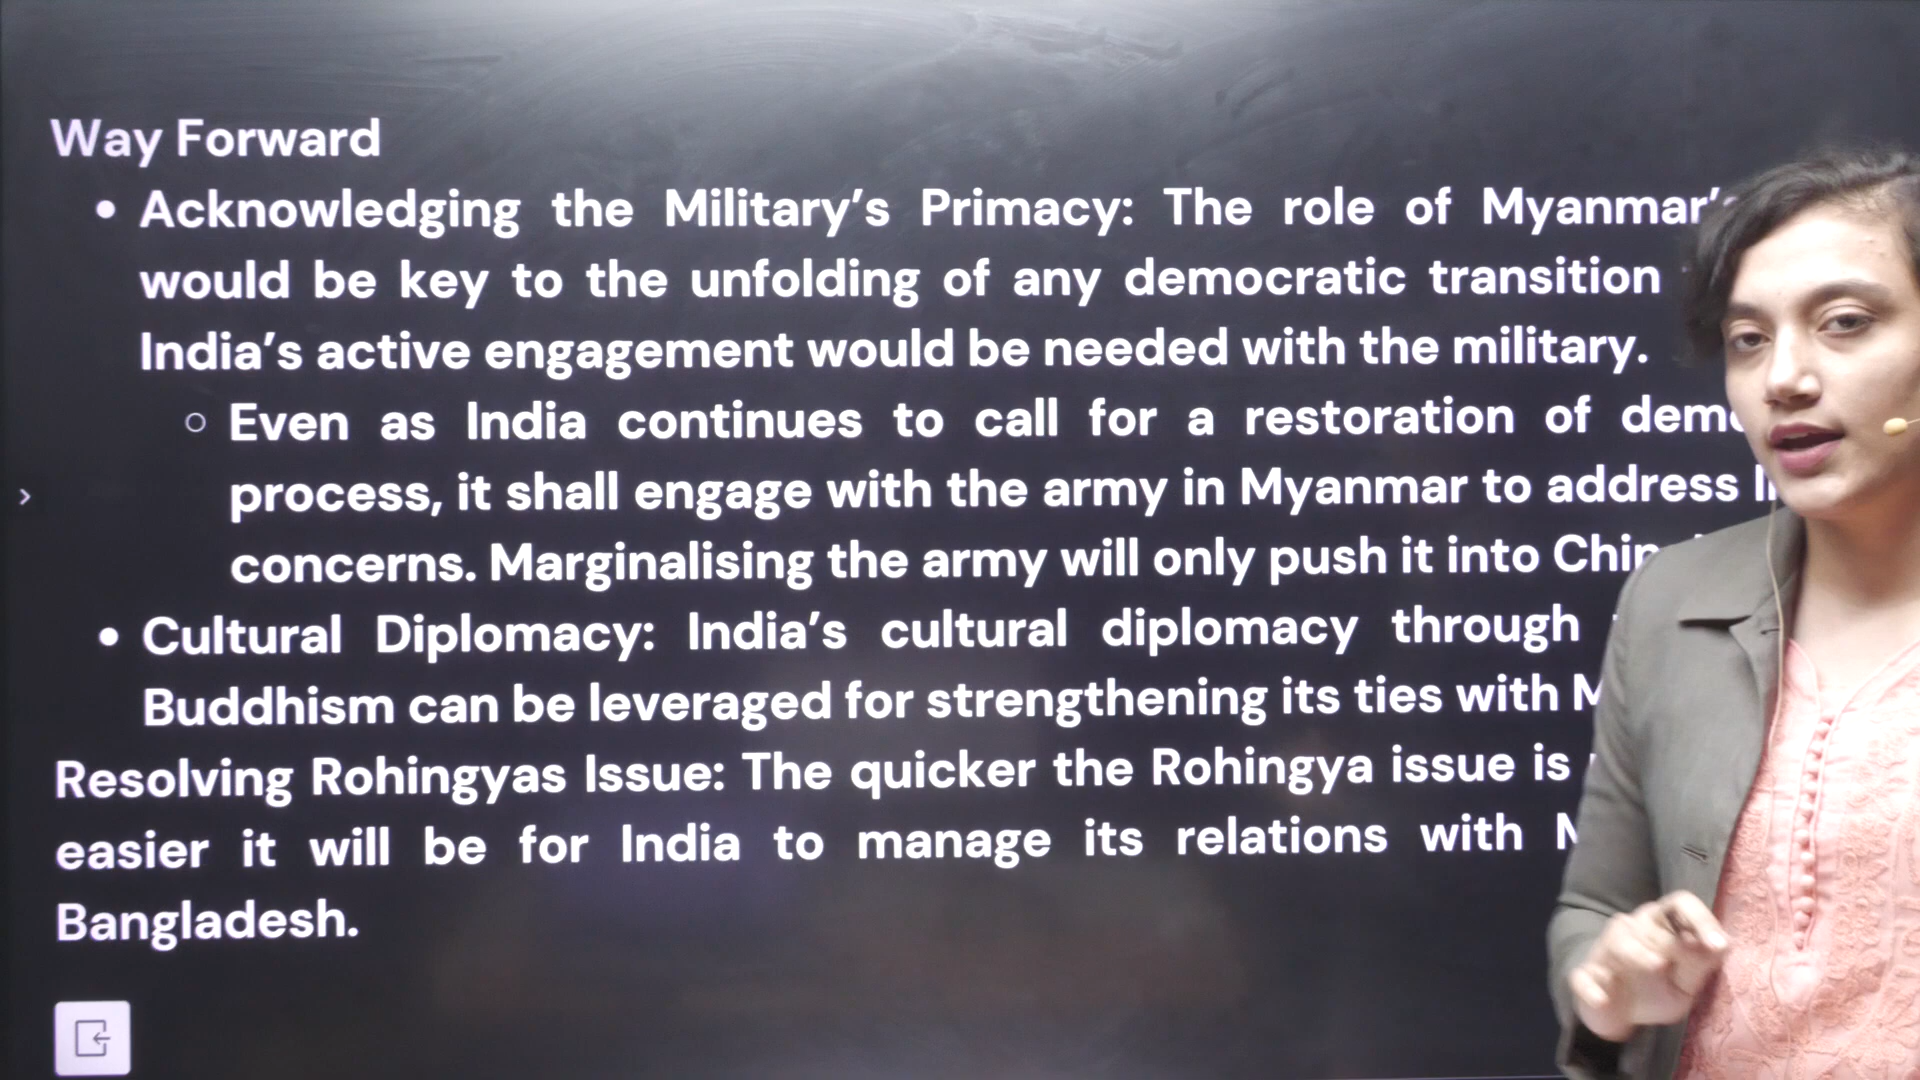 Way Forward
• Acknowledging the Military's Primacy: The role of Myanmar's
would be key to the unfolding of any democratic transition
India's active engagement would be needed with the military.
○ Even as India continues to call for a restoration of
process, it shall engage with the army in Myanmar to address
concerns. Marginalising the army will only push it into
• Cultural Diplomacy: India's cultural diplomacy through
Buddhism can be leveraged for strengthening its ties with
Resolving Rohingyas Issue: The quicker the Rohingya issue is
easier it will be for India to manage its relations with
Bangladesh.